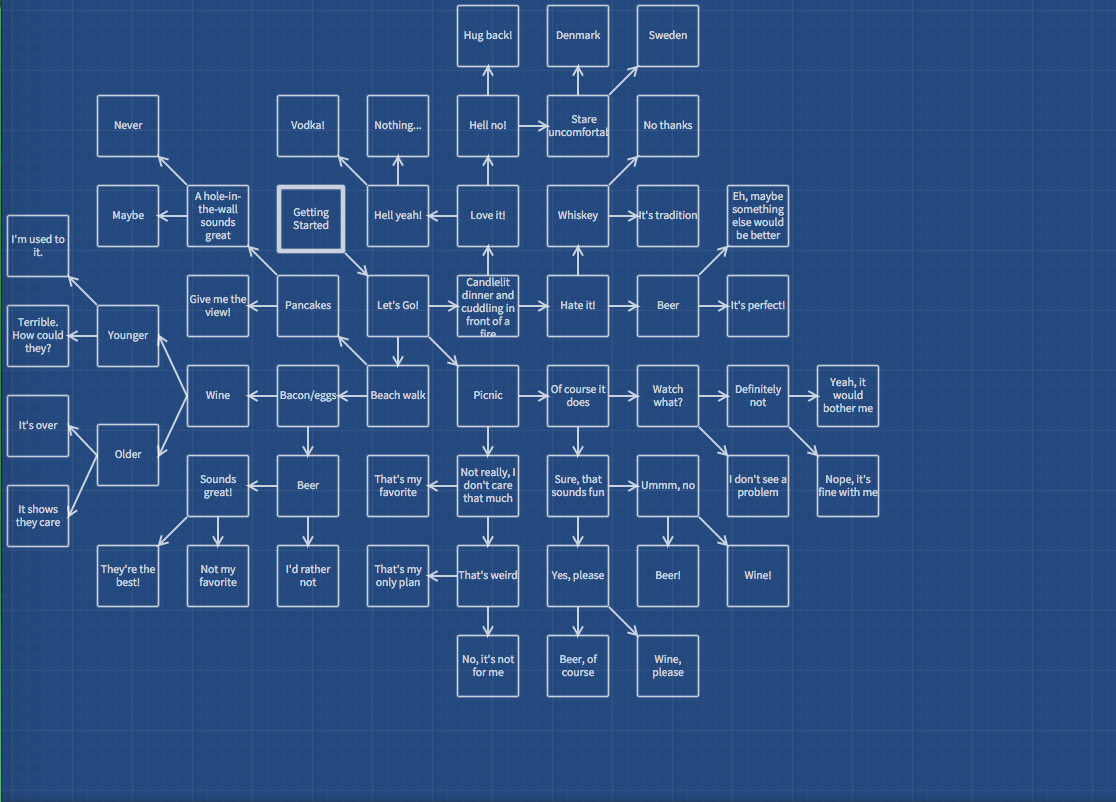 Hug back!
Denmark
Sweden
Never
Vodka!
Nothing...
Hell no!
Stare
uncomfortal
No thanks
Maybe
A hole-in-
the-wall
sounds
great
Getting
Started
Hell yeah!
Love it!
Whiskey
It's tradition
Eh, maybe
something
else would
be better
I'm used to
it.
Give me the
view!
Pancakes
Let's Go!
Candlelit
dinner and
cuddling in
front of a
fire
Hate it!
Beer
It's perfect!
Terrible.
How could
they?
Younger
Wine
Bacon/eggs
Beach walk
Picnic
Of course it
does
Watch
what?
Definitely
not
Yeah, it
would
bother me
It's over
Older
Sounds
great!
Beer
That's my
favorite
Not really, I
don't care
that much
Sure, that
sounds fun
Ummm, no
I don't see a
problem
Nope, it's
fine with me
It shows
they care
They're the
best!
Not my
favorite
I'd rather
not
That's my
only plan
That's weird
Yes, please
Beer!
Wine!
No, it's not
for me
Beer, of
course
Wine,
please